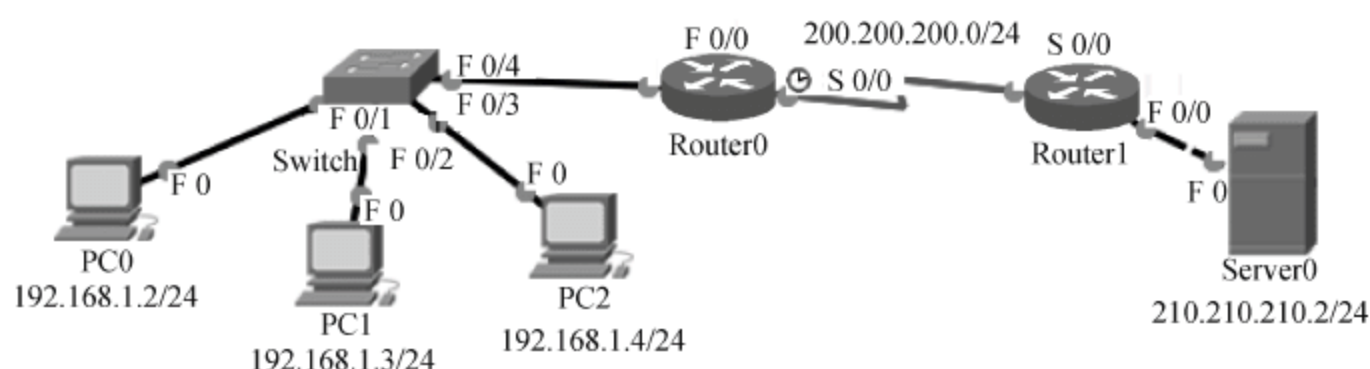 F 0/0
200.200.200.0/24
S 0/0
F 0/4
S 0/0
F 0/3
F 0/1
F 0/0
Router0
Router1
Switch
F 0/2
F 0
F 0
F 0
F 0
PC0
192.168.1.2/24
PC1
192.168.1.3/24
PC2
192.168.1.4/24
Server0
210.210.210.2/24